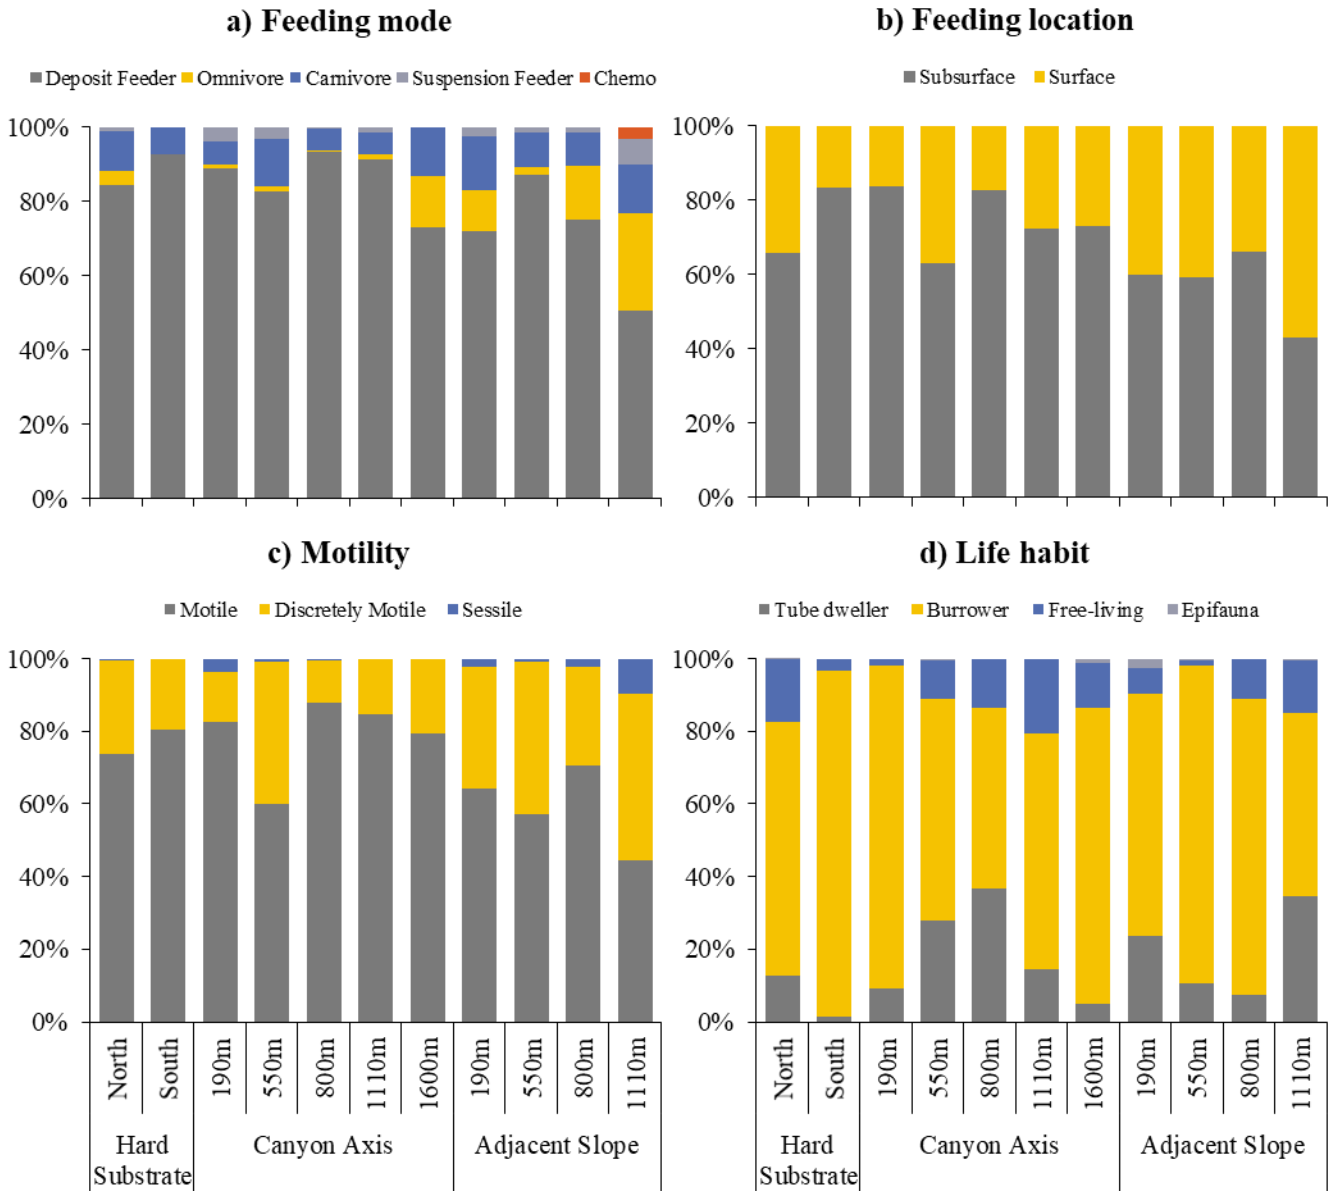 a) Feeding mode
Deposit Feeder Omnivore Carnivore Suspension Feeder Chemo
100%
80%
60%
40%
20%
0%
b) Feeding location
Subsurface Surface
100%
80%
60%
40%
20%
0%
c) Motility
Motile Discretely Motile Sessile
100%
80%
60%
40%
20%
0%
North South 190m 550m 800m 1110m 1600m 190m 550m 800m 1110m
Hard Substrate Canyon Axis Adjacent Slope
d) Life habit
Tube dweller Burrower Free-living Epifauna
100%
80%
60%
40%
20%
0%
North South 190m 550m 800m 1110m 1600m 190m 550m 800m 1110m
Hard Substrate Canyon Axis Adjacent Slope